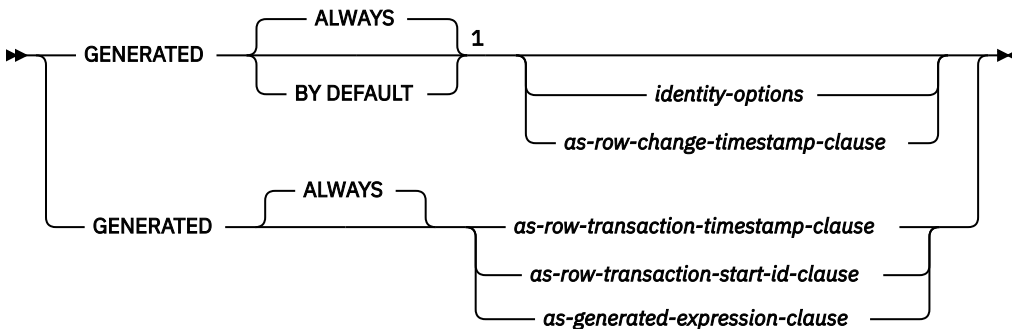 ALWAYS
GENERATED
1
BY DEFAULT
identity-options
as-row-change-timestamp-clause
ALWAYS
GENERATED
as-row-transaction-timestamp-clause
as-row-transaction-start-id-clause
as-generated-expression-clause